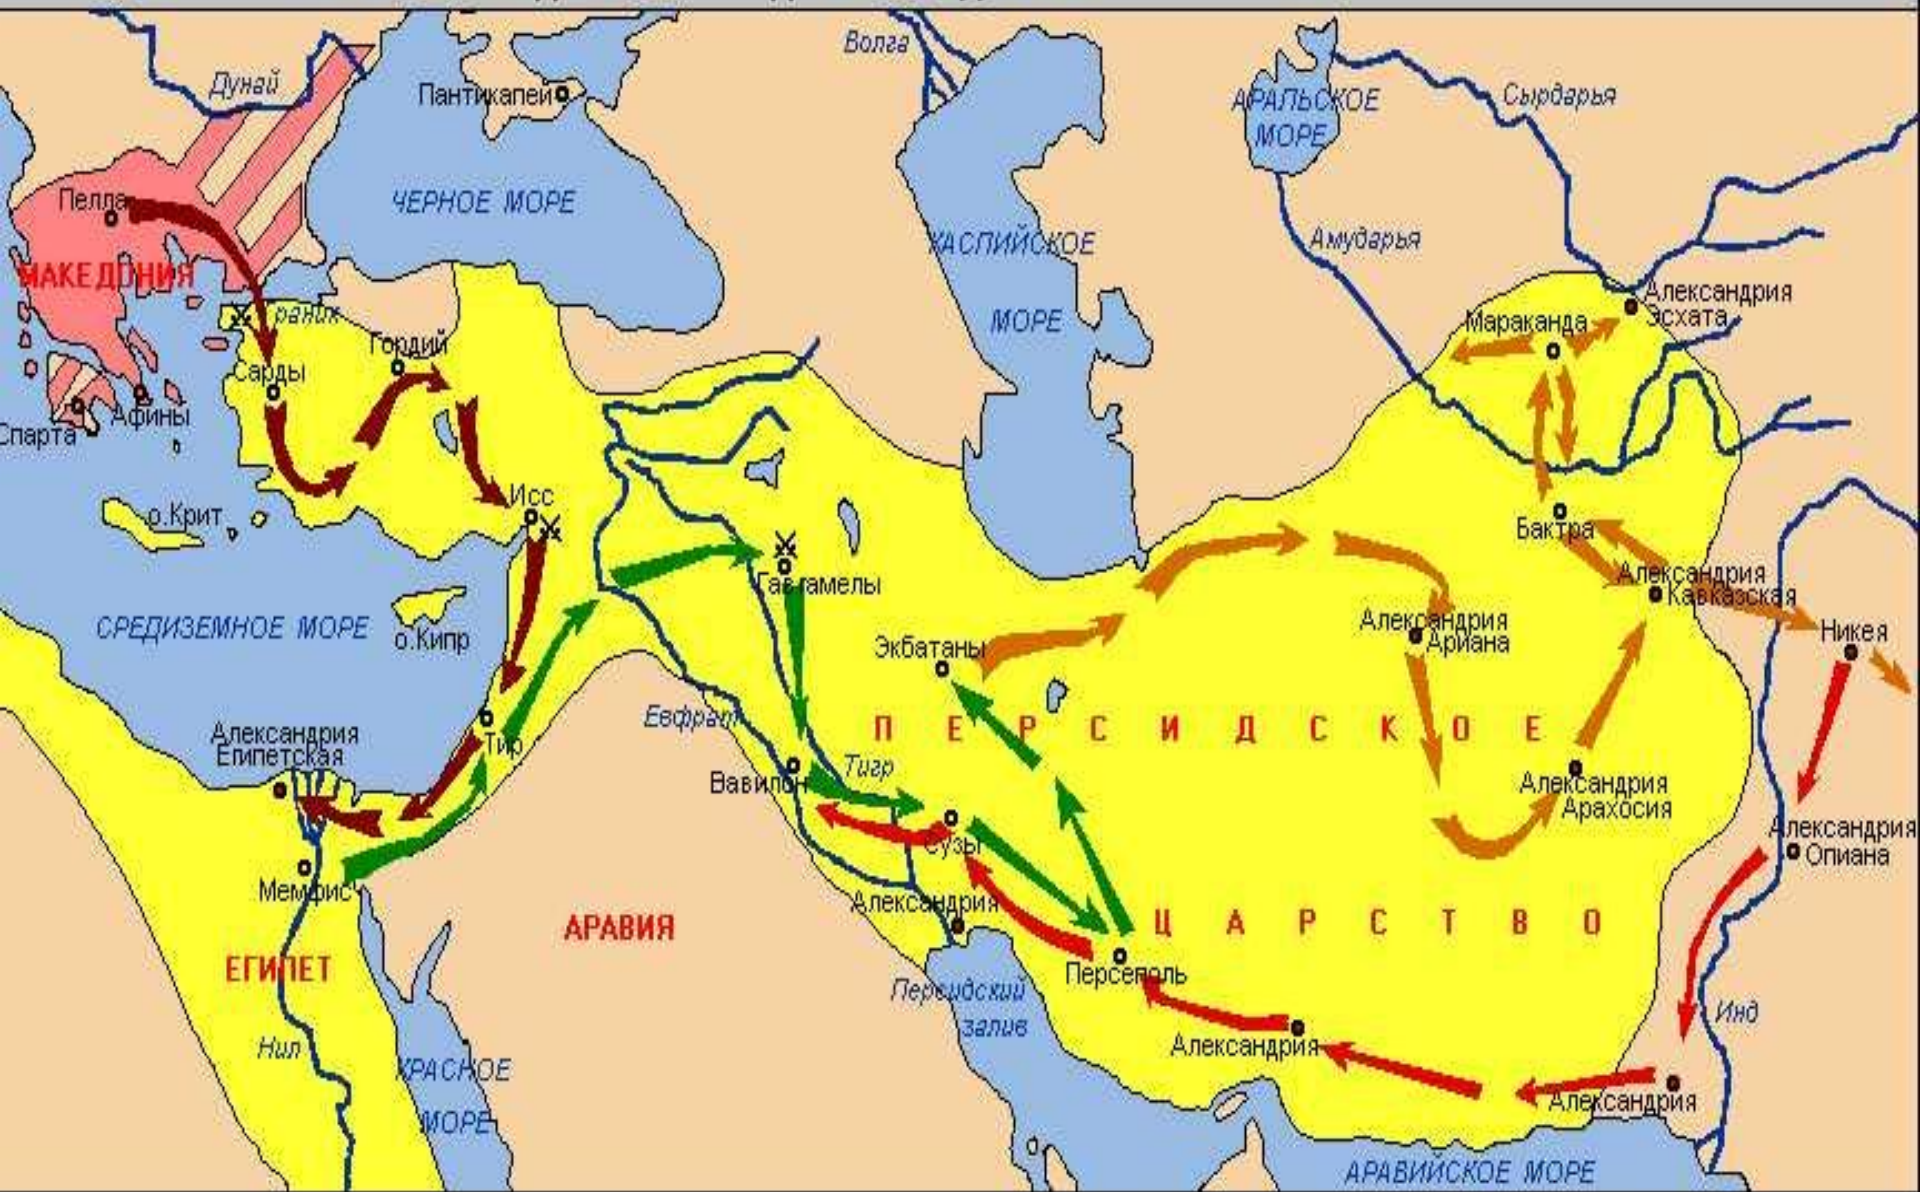 Дунай
Пантикапей
Волга
АРАЛЬСКОЕ
МОРЕ
Сырдарья
Пелла
ЧЕРНОЕ МОРЕ
КАСПИЙСКОЕ
МОРЕ
Амударья
МАКЕДОНИЯ
Александрия
Эсхата
Мараканда
раник
Гордий
Сарды
Афины
Спарта
Исс
о.Крит
Бактра
Гавгамелы
Александрия
Кавказская
СРЕДИЗЕМНОЕ МОРЕ
о.Кипр
Экбатаны
Александрия
Ариана
Никея
Евфрат
ПЕРСИДСКОЕ
Александрия
Египетская
Тир
Вавилон
Тигр
Александрия
Арахосия
Сузы
Александрия
Опиана
Мемфис
Александрия
АРАВИЯ
ЦАРСТВО
ЕГИПЕТ
Персеполь
Персидский
залив
Инд
Нил
Александрия
КРАСНОЕ
МОРЕ
Александрия
АРАВИЙСКОЕ МОРЕ